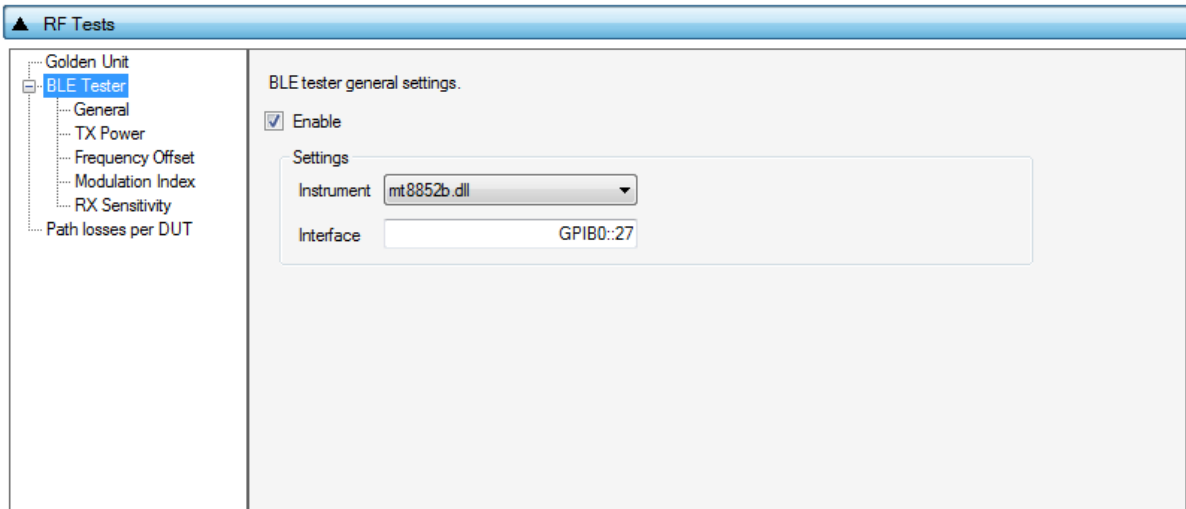 RF Tests
Golden Unit
BLE Tester
General
TX Power
Frequency Offset
Modulation Index
RX Sensitivity
Path losses per DUT
BLE tester general settings.
Enable
Settings
Instrument mt8852b.dll
Interface GPIB0::27